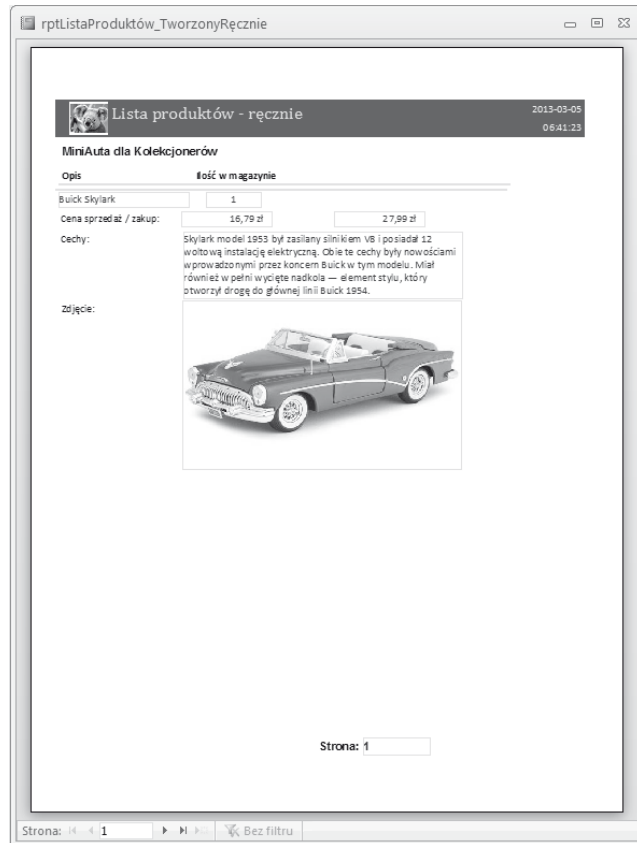 rptListaProduktów_TworzonyRęcznie
Lista produktów - ręcznie
2013-03-05
06:41:23
MiniAuta dla Kolekcjonerów
Opis Ilość w magazynie
Buick Skylark 1
Cena sprzedaż / zakup: 16,79 zł 27,99 zł
Cechy: Skylark model 1953 był zasilany silnikiem V8 i posiadał 12
woltową instalację elektryczną. Obie te cechy były nowościami
wprowadzonymi przez koncern Buick w tym modelu. Miał
również w pełni wycięte nadkola — element stylu, który
otworzył drogę do głównej linii Buick 1954.
Zdjęcie:
Strona: 1
Strona: 1 Bez filtru